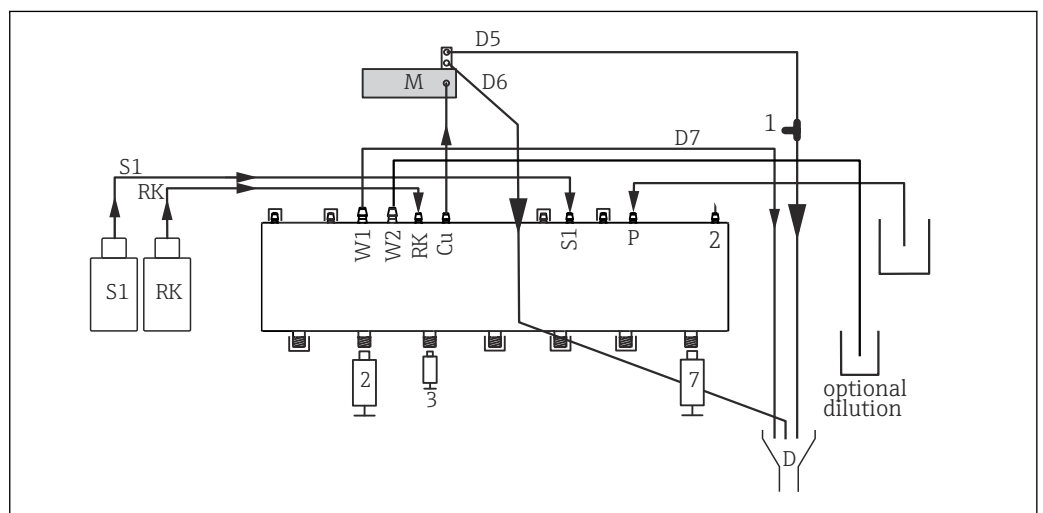 D5
M
D6
1
D7
S1
RK
W1
W2
RK
Cu
S1
P
2
S1
RK
2
3
7
optional
dilution
D